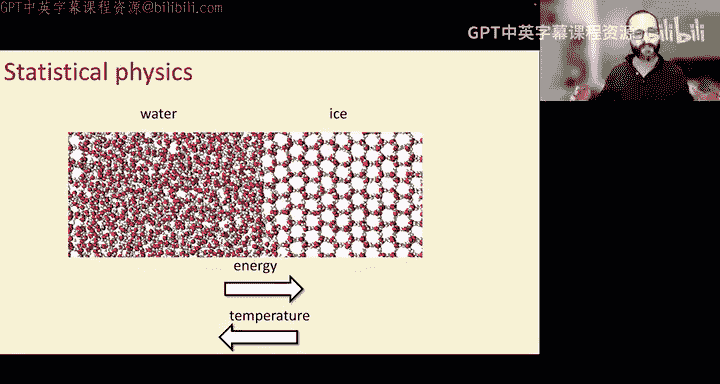 GPT中英字幕课程资源@bilibili.com
GPT中英字幕课程资源 bilibili
Statistical physics
water
ice
energy
temperature